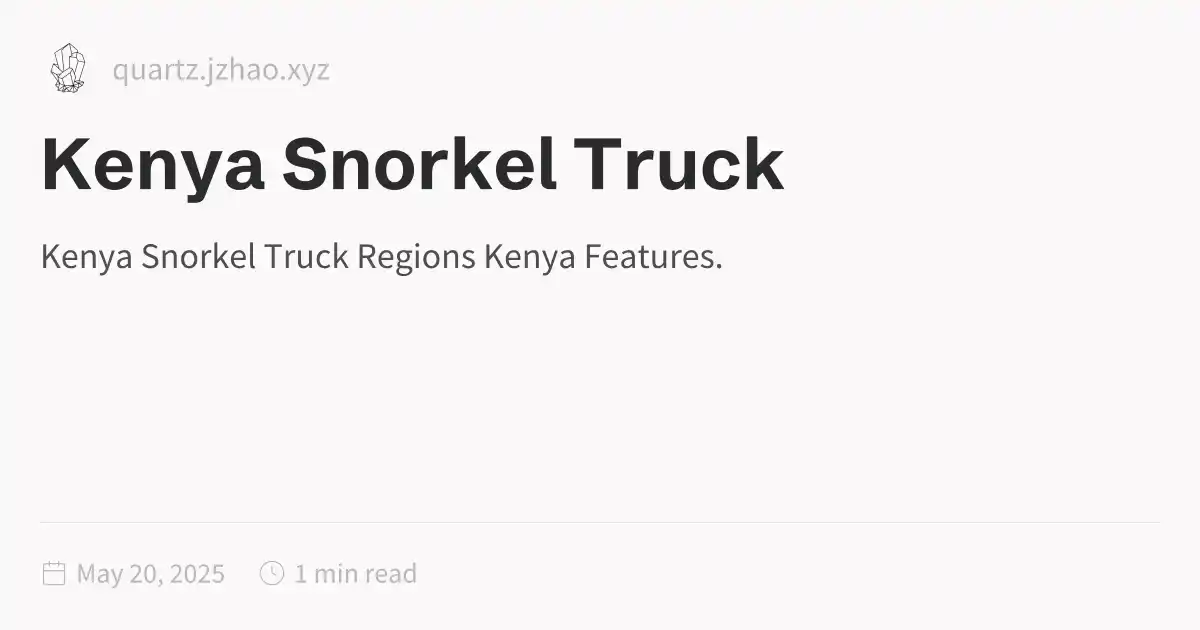 quartz.jzhao.xyz
Kenya Snorkel Truck
Kenya Snorkel Truck Regions Kenya Features.
May 20, 2025 1 min read